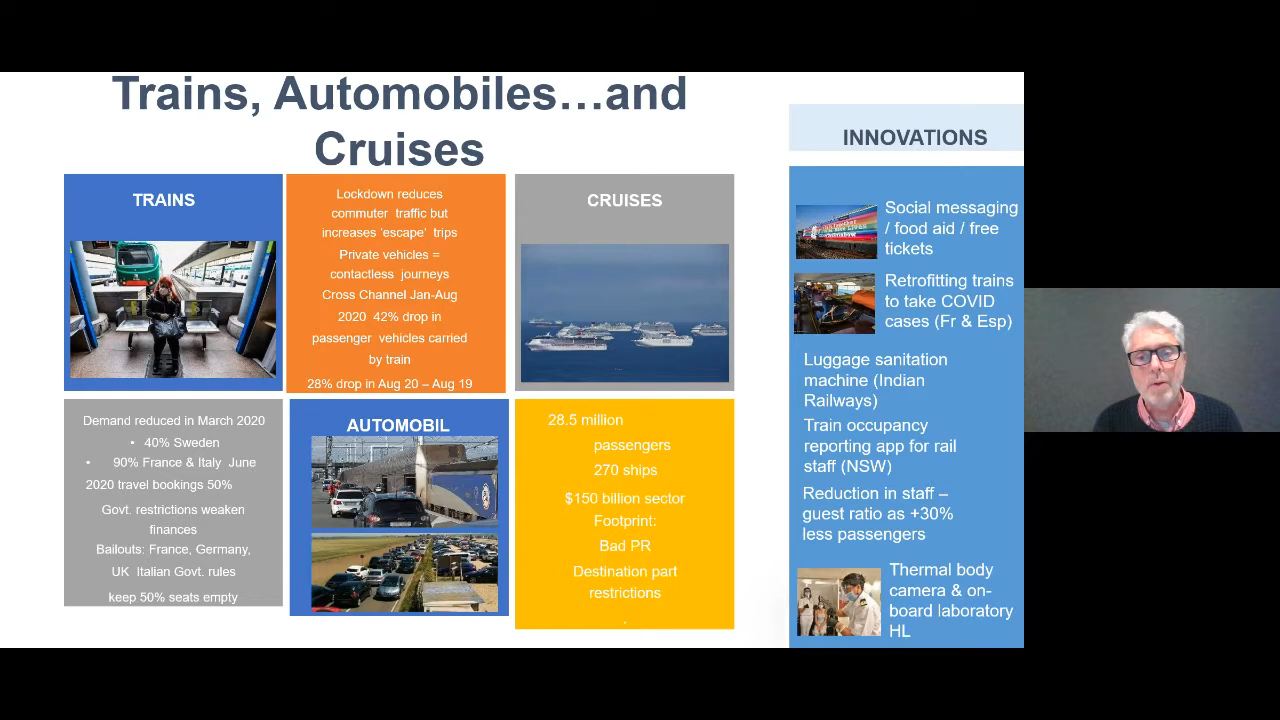 Trains, Automobiles…and
Cruises
TRAINS
Demand reduced in March 2020
• 40% Sweden
• 90% France & Italy June
2020 travel bookings 50%
Govt. restrictions weaken
finances
Bailouts: France, Germany,
UK Italian Govt. rules
keep 50% seats empty
Lockdown reduces
commuter traffic but
increases 'escape' trips
Private vehicles =
contactless journeys
Cross Channel Jan-Aug
2020 42% drop in
passenger vehicles carried
by train
28% drop in Aug 20 – Aug 19
AUTOMOBIL
CRUISES
28.5 million
passengers
270 ships
$150 billion sector
Footprint:
Bad PR
Destination part
restrictions
.
INNOVATIONS
Social messaging
/ food aid / free
tickets
Retrofitting trains
to take COVID
cases (Fr & Esp)
Luggage sanitation
machine (Indian
Railways)
Train occupancy
reporting app for rail
staff (NSW)
Reduction in staff –
guest ratio as +30%
less passengers
Thermal body
camera & on-
board laboratory
HL